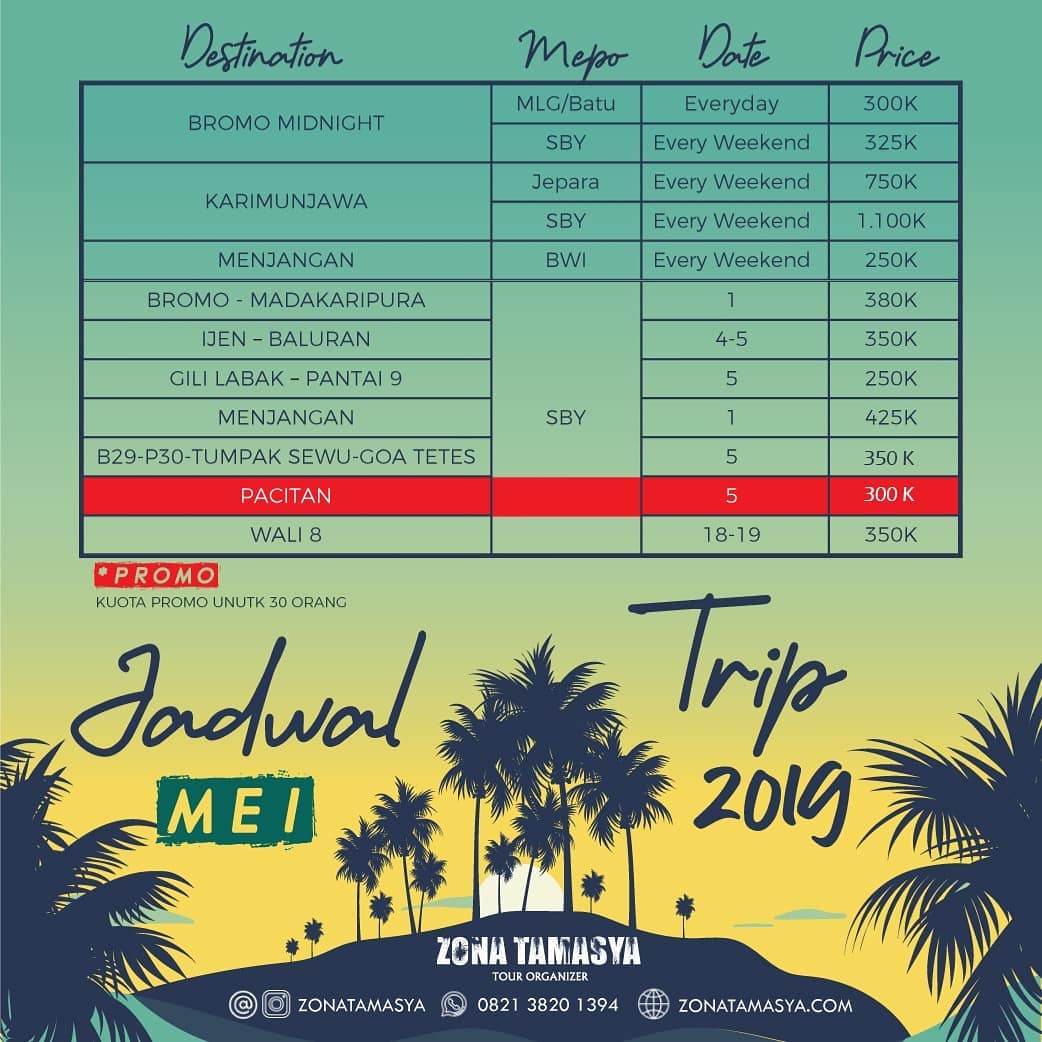 Destination Mepo Date Price
BROMO MIDNIGHT MLG/Batu Everyday 300K
SBY Every Weekend 325K
KARIMUNJAWA Jepara Every Weekend 750K
SBY Every Weekend 1.100K
MENJANGAN BWI Every Weekend 250K
BROMO - MADAKARIPURA 1 380K
IJEN – BALURAN 4-5 350K
GILI LABAK – PANTAI 9 5 250K
MENJANGAN SBY 1 425K
B29-P30-TUMPAK SEWU-GOA TETES 5 350 K
PACITAN 5 300 K
WALI 8 18-19 350K
* PROMO
KUOTA PROMO UNUTK 30 ORANG
Jadwal Trip
MEI 2019
ZONA TAMASYA
TOUR ORGANIZER
@ ZONATAMASYA 0821 3820 1394 ZONATAMASYA.COM